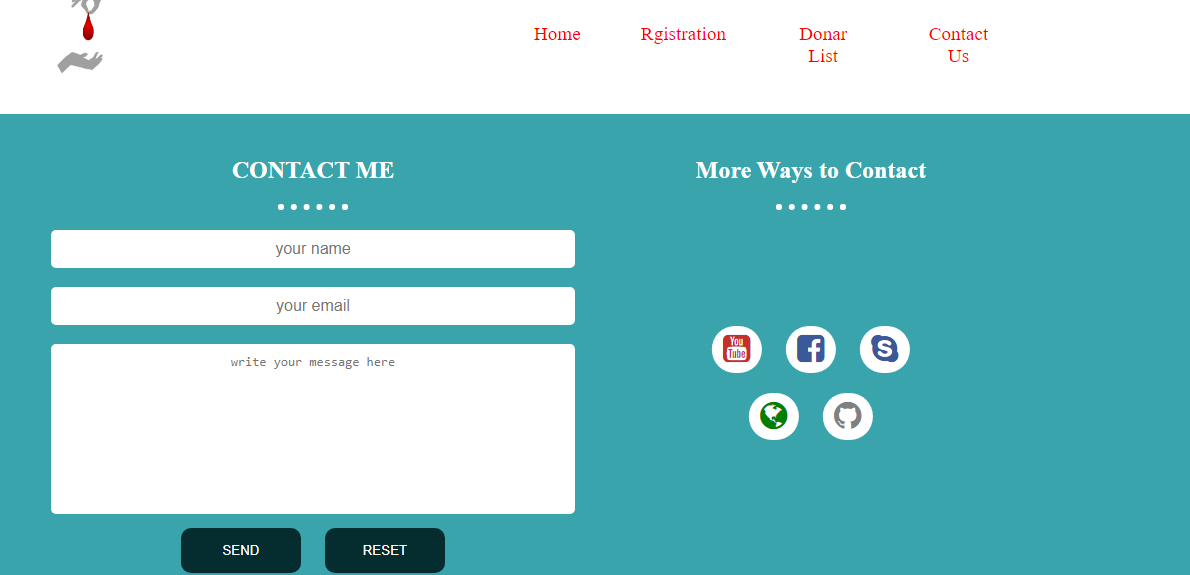 Home
Rgistration
Donar
List
Contact
Us
CONTACT ME
your name
your email
write your message here
SEND
RESET
More Ways to Contact
You
Tube